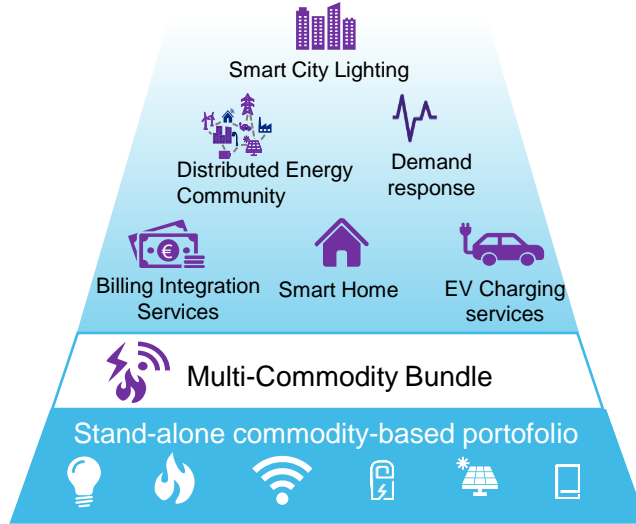 Smart City Lighting
Distributed Energy
Community
Demand
response
€
Billing Integration
Services
Smart Home
EV Charging
services
Multi-Commodity Bundle
Stand-alone commodity-based portofolio